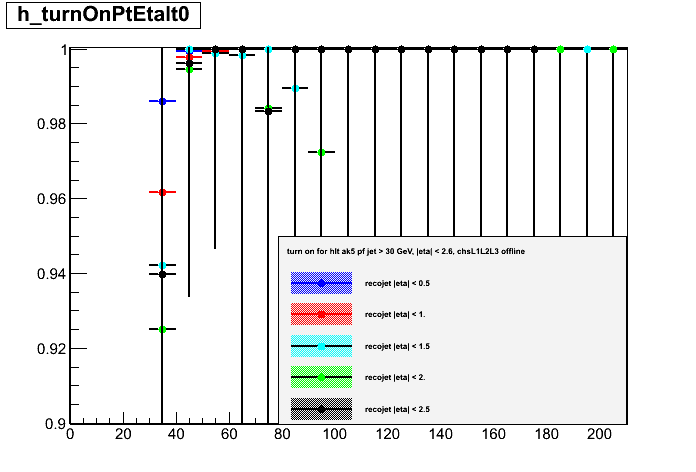 h_turnOnPtEtalt0
1
0.98
0.96
0.94
0.92
0.9
turn on for hlt ak5 pf jet > 30 GeV, |eta| < 2.6, chsL1L2L3 offline
recojet |eta| < 0.5
recojet |eta| < 1.
recojet |eta| < 1.5
recojet |eta| < 2.
recojet |eta| < 2.5
0 20 40 60 80 100 120 140 160 180 200